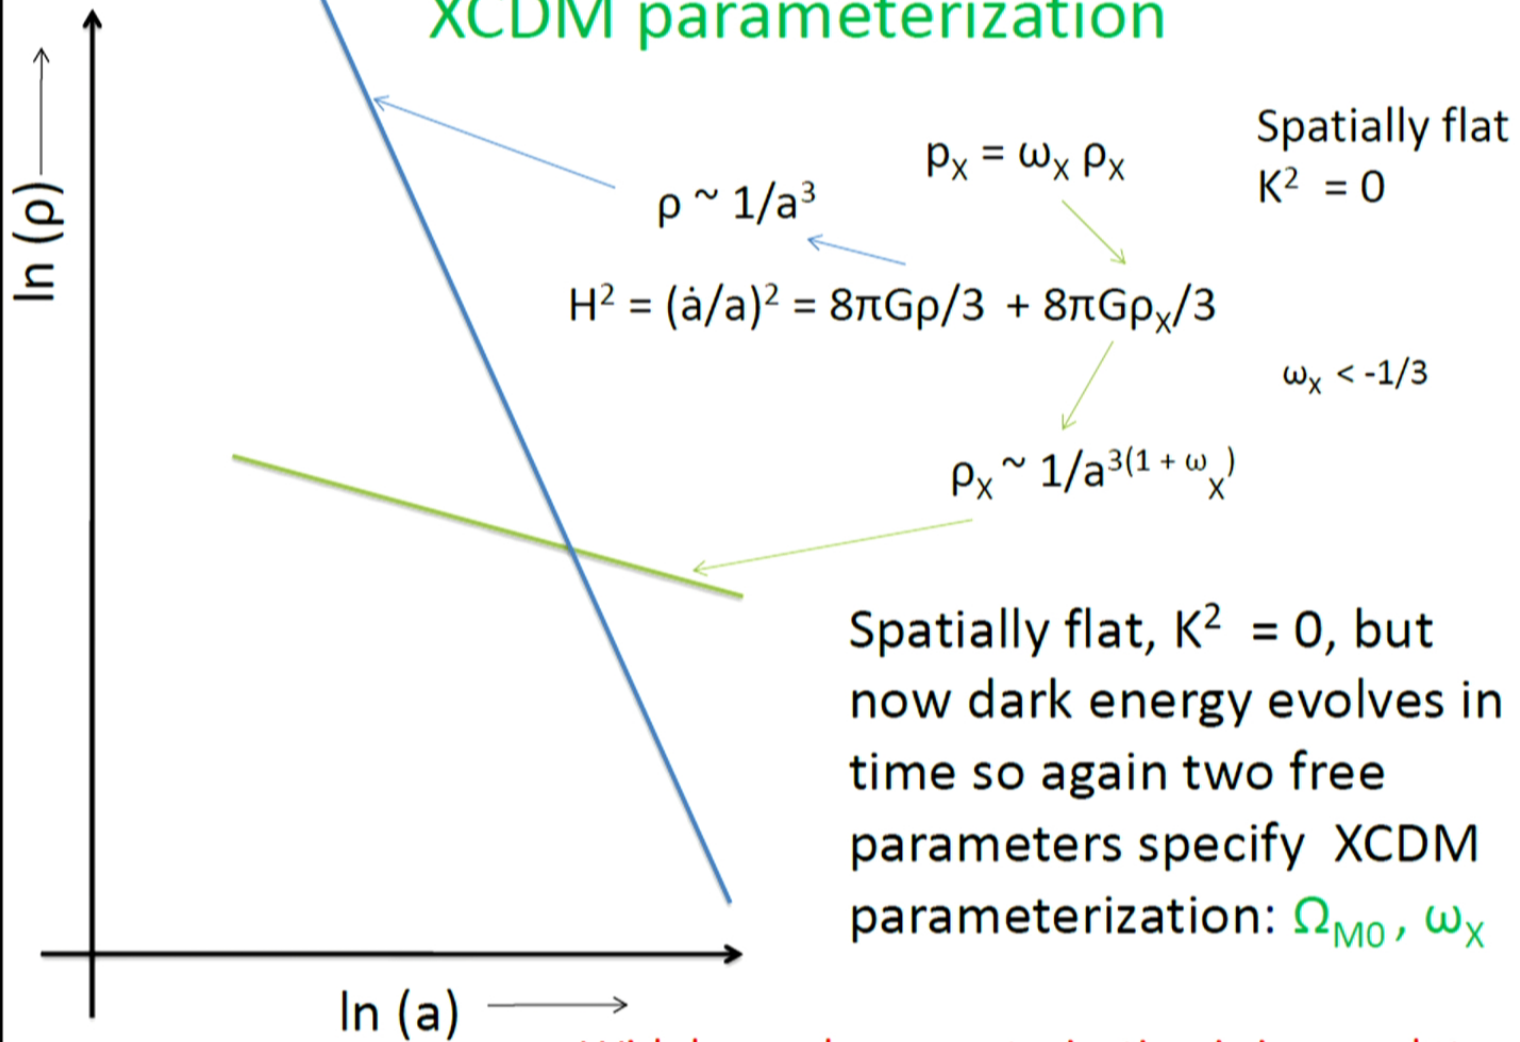 XCDM parameterization
ln (ρ)
Spatially flat
K² = 0
pₓ = ωₓ ρₓ
ρ ~ 1/a³
H² = (ȧ/a)² = 8πGρ/3 + 8πGρₓ/3
ωₓ < -1/3
ρₓ ~ 1/a³⁽¹ ⁺ ω ₓ⁾
Spatially flat, K² = 0, but
now dark energy evolves in
time so again two free
parameters specify XCDM
parameterization: Ω_M0, ωₓ
ln (a)